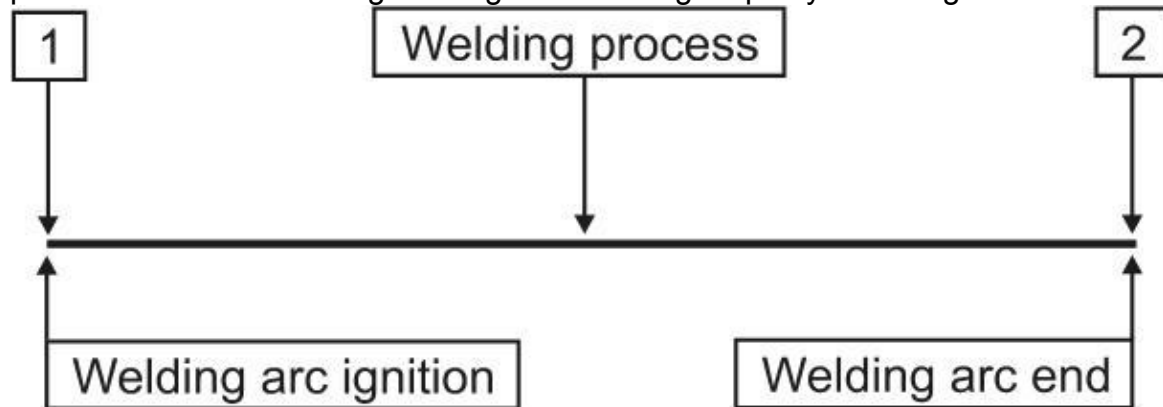 1
Welding process
2
Welding arc ignition
Welding arc end